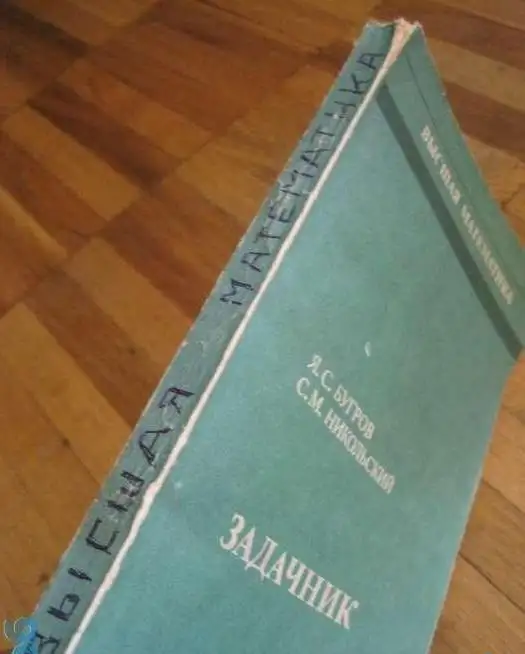 ВЫСШАЯ МАТЕМАТИКА
ВЫСШАЯ МАТЕМАТИКА
Я. С. БУГРОВ
С. М. НИКОЛЬСКИЙ
ЗАДАЧНИК